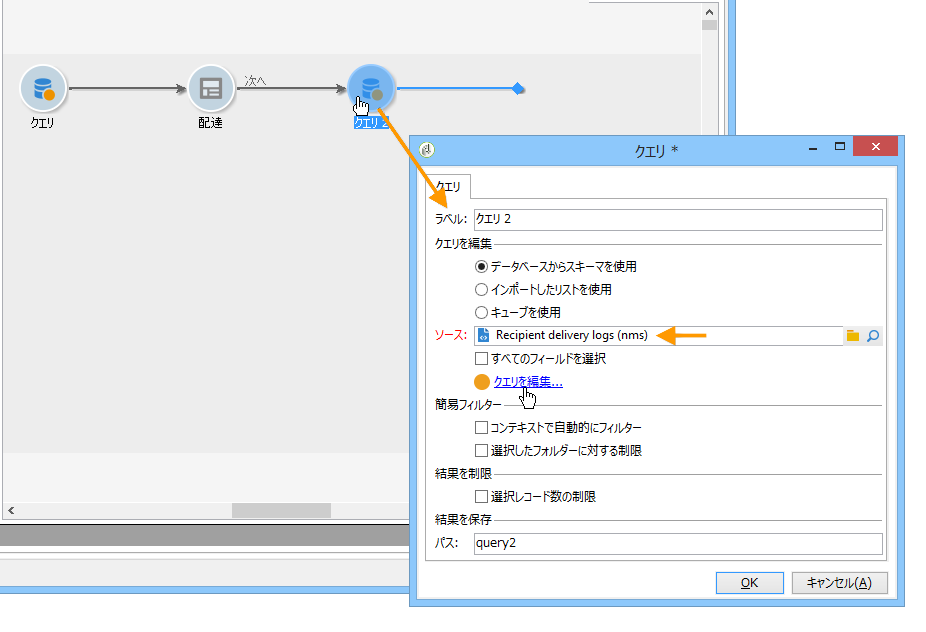 次へ
クエリ
配達
クエリ 2
クエリ *
クエリ
ラベル:
クエリ 2
クエリを編集
データベースからスキーマを使用
インポートしたリストを使用
キューブを使用
ソース:
Recipient delivery logs (nms)
すべてのフィールドを選択
クエリを編集...
簡易フィルター
コンテキストで自動的にフィルター
選択したフォルダーに対する制限
結果を制限
選択レコード数の制限
結果を保存
パス:
query2
OK
キャンセル(A)